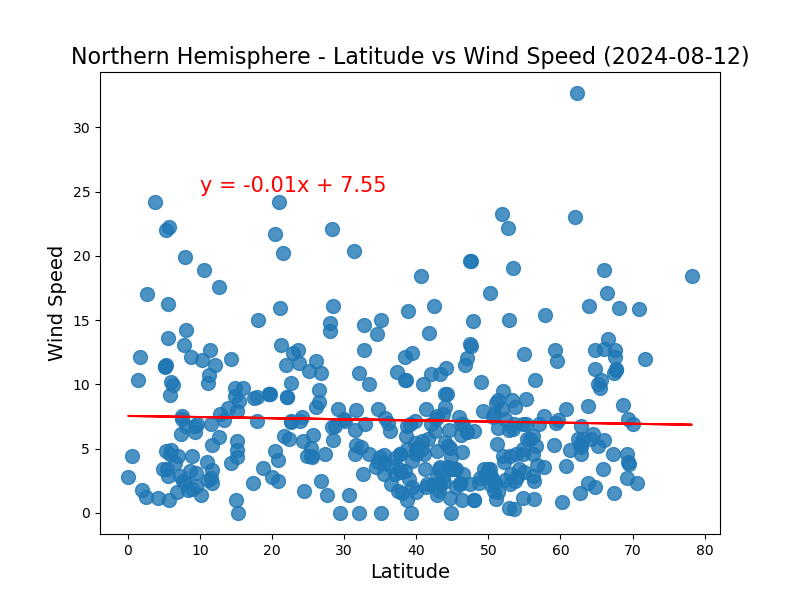 Northern Hemisphere - Latitude vs Wind Speed (2024-08-12)
30
25
20
15
10
5
0
Wind Speed
y = -0.01x + 7.55
0 10 20 30 40 50 60 70 80
Latitude